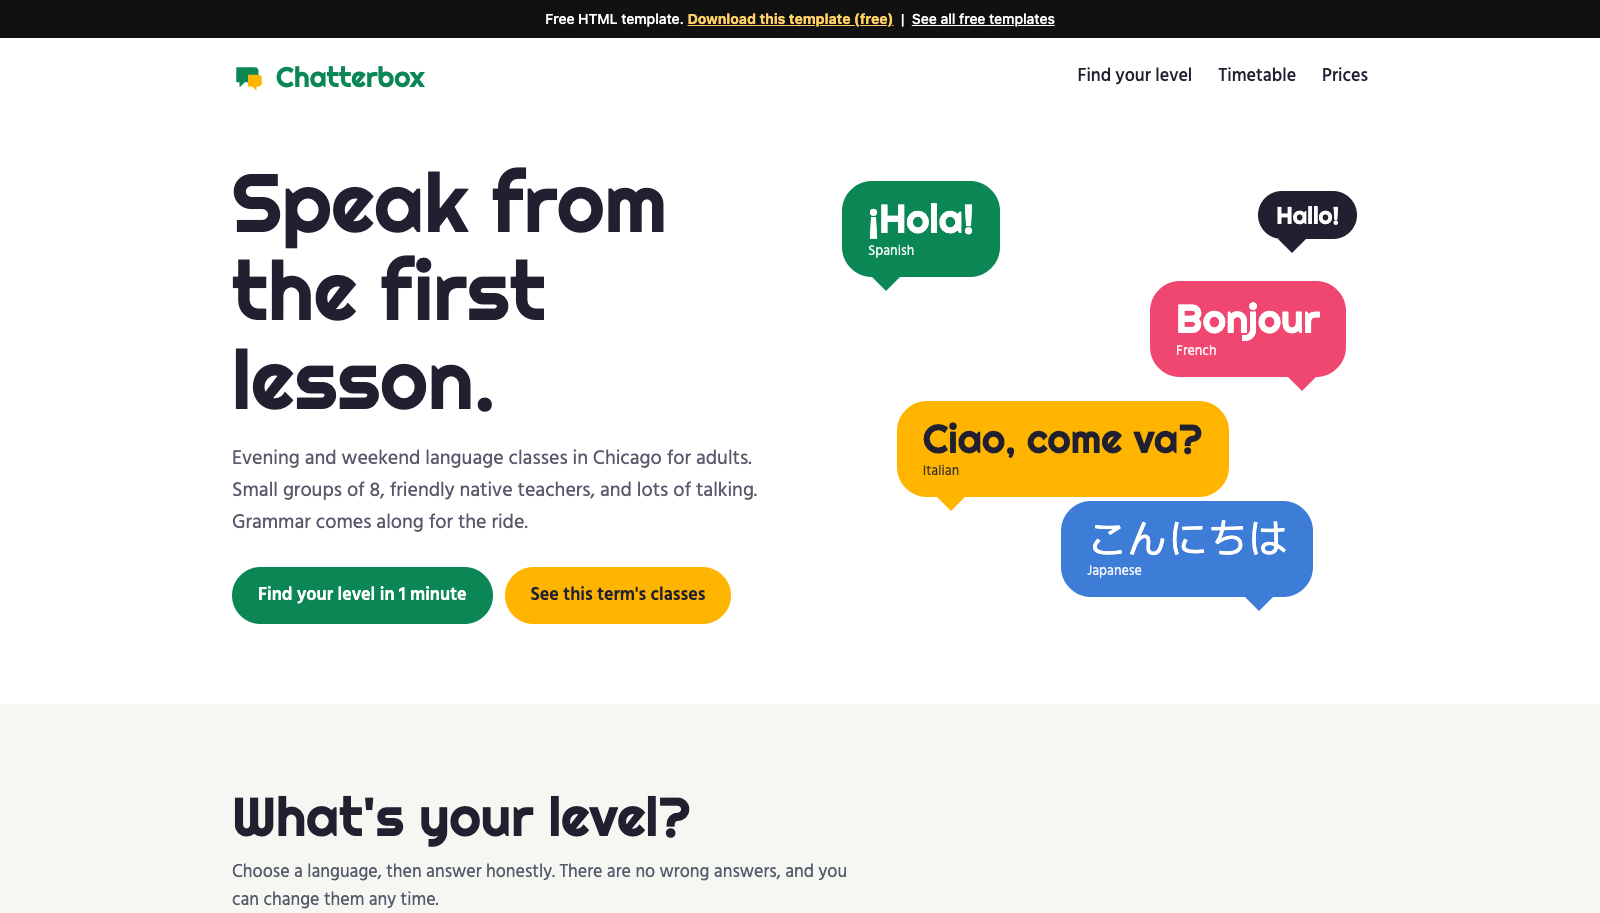 Free HTML template. Download this template (free) | See all free templates
Chatterbox
Find your level Timetable Prices
Speak from
the first
lesson.
Evening and weekend language classes in Chicago for adults.
Small groups of 8, friendly native teachers, and lots of talking.
Grammar comes along for the ride.
Find your level in 1 minute
See this term's classes
¡Hola!
Spanish
Hallo!
Bonjour
French
Ciao, come va?
Italian
こんにちは
Japanese
What's your level?
Choose a language, then answer honestly. There are no wrong answers, and you
can change them any time.